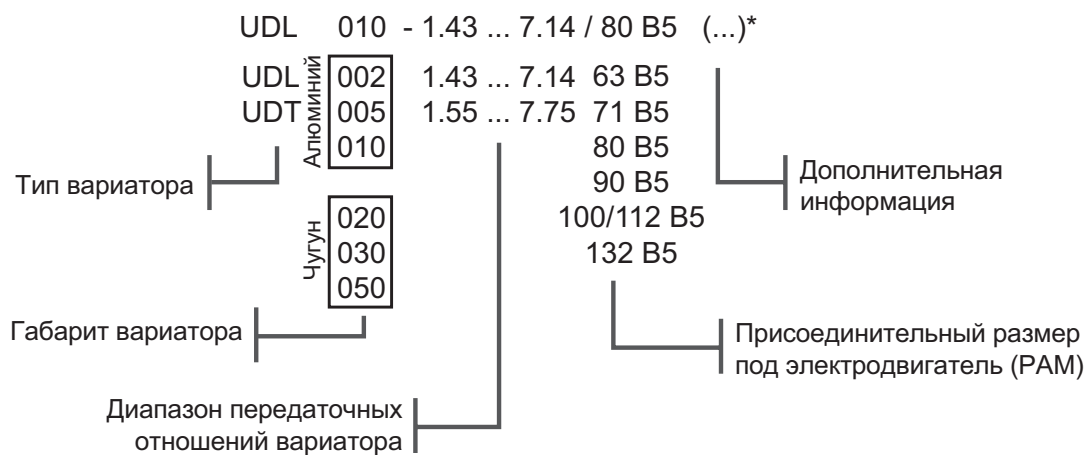 UDL 010 - 1.43 ... 7.14 / 80 B5 (...)*
UDL 002 1.43 ... 7.14 63 B5
UDT 005 1.55 ... 7.75 71 B5
010 80 B5
Алюминий
90 B5
020 100/112 B5
030 132 B5
050
Чугун
Тип вариатора
Дополнительная
информация
Габарит вариатора
Присоединительный размер
под электродвигатель (PAM)
Диапазон передаточных
отношений вариатора